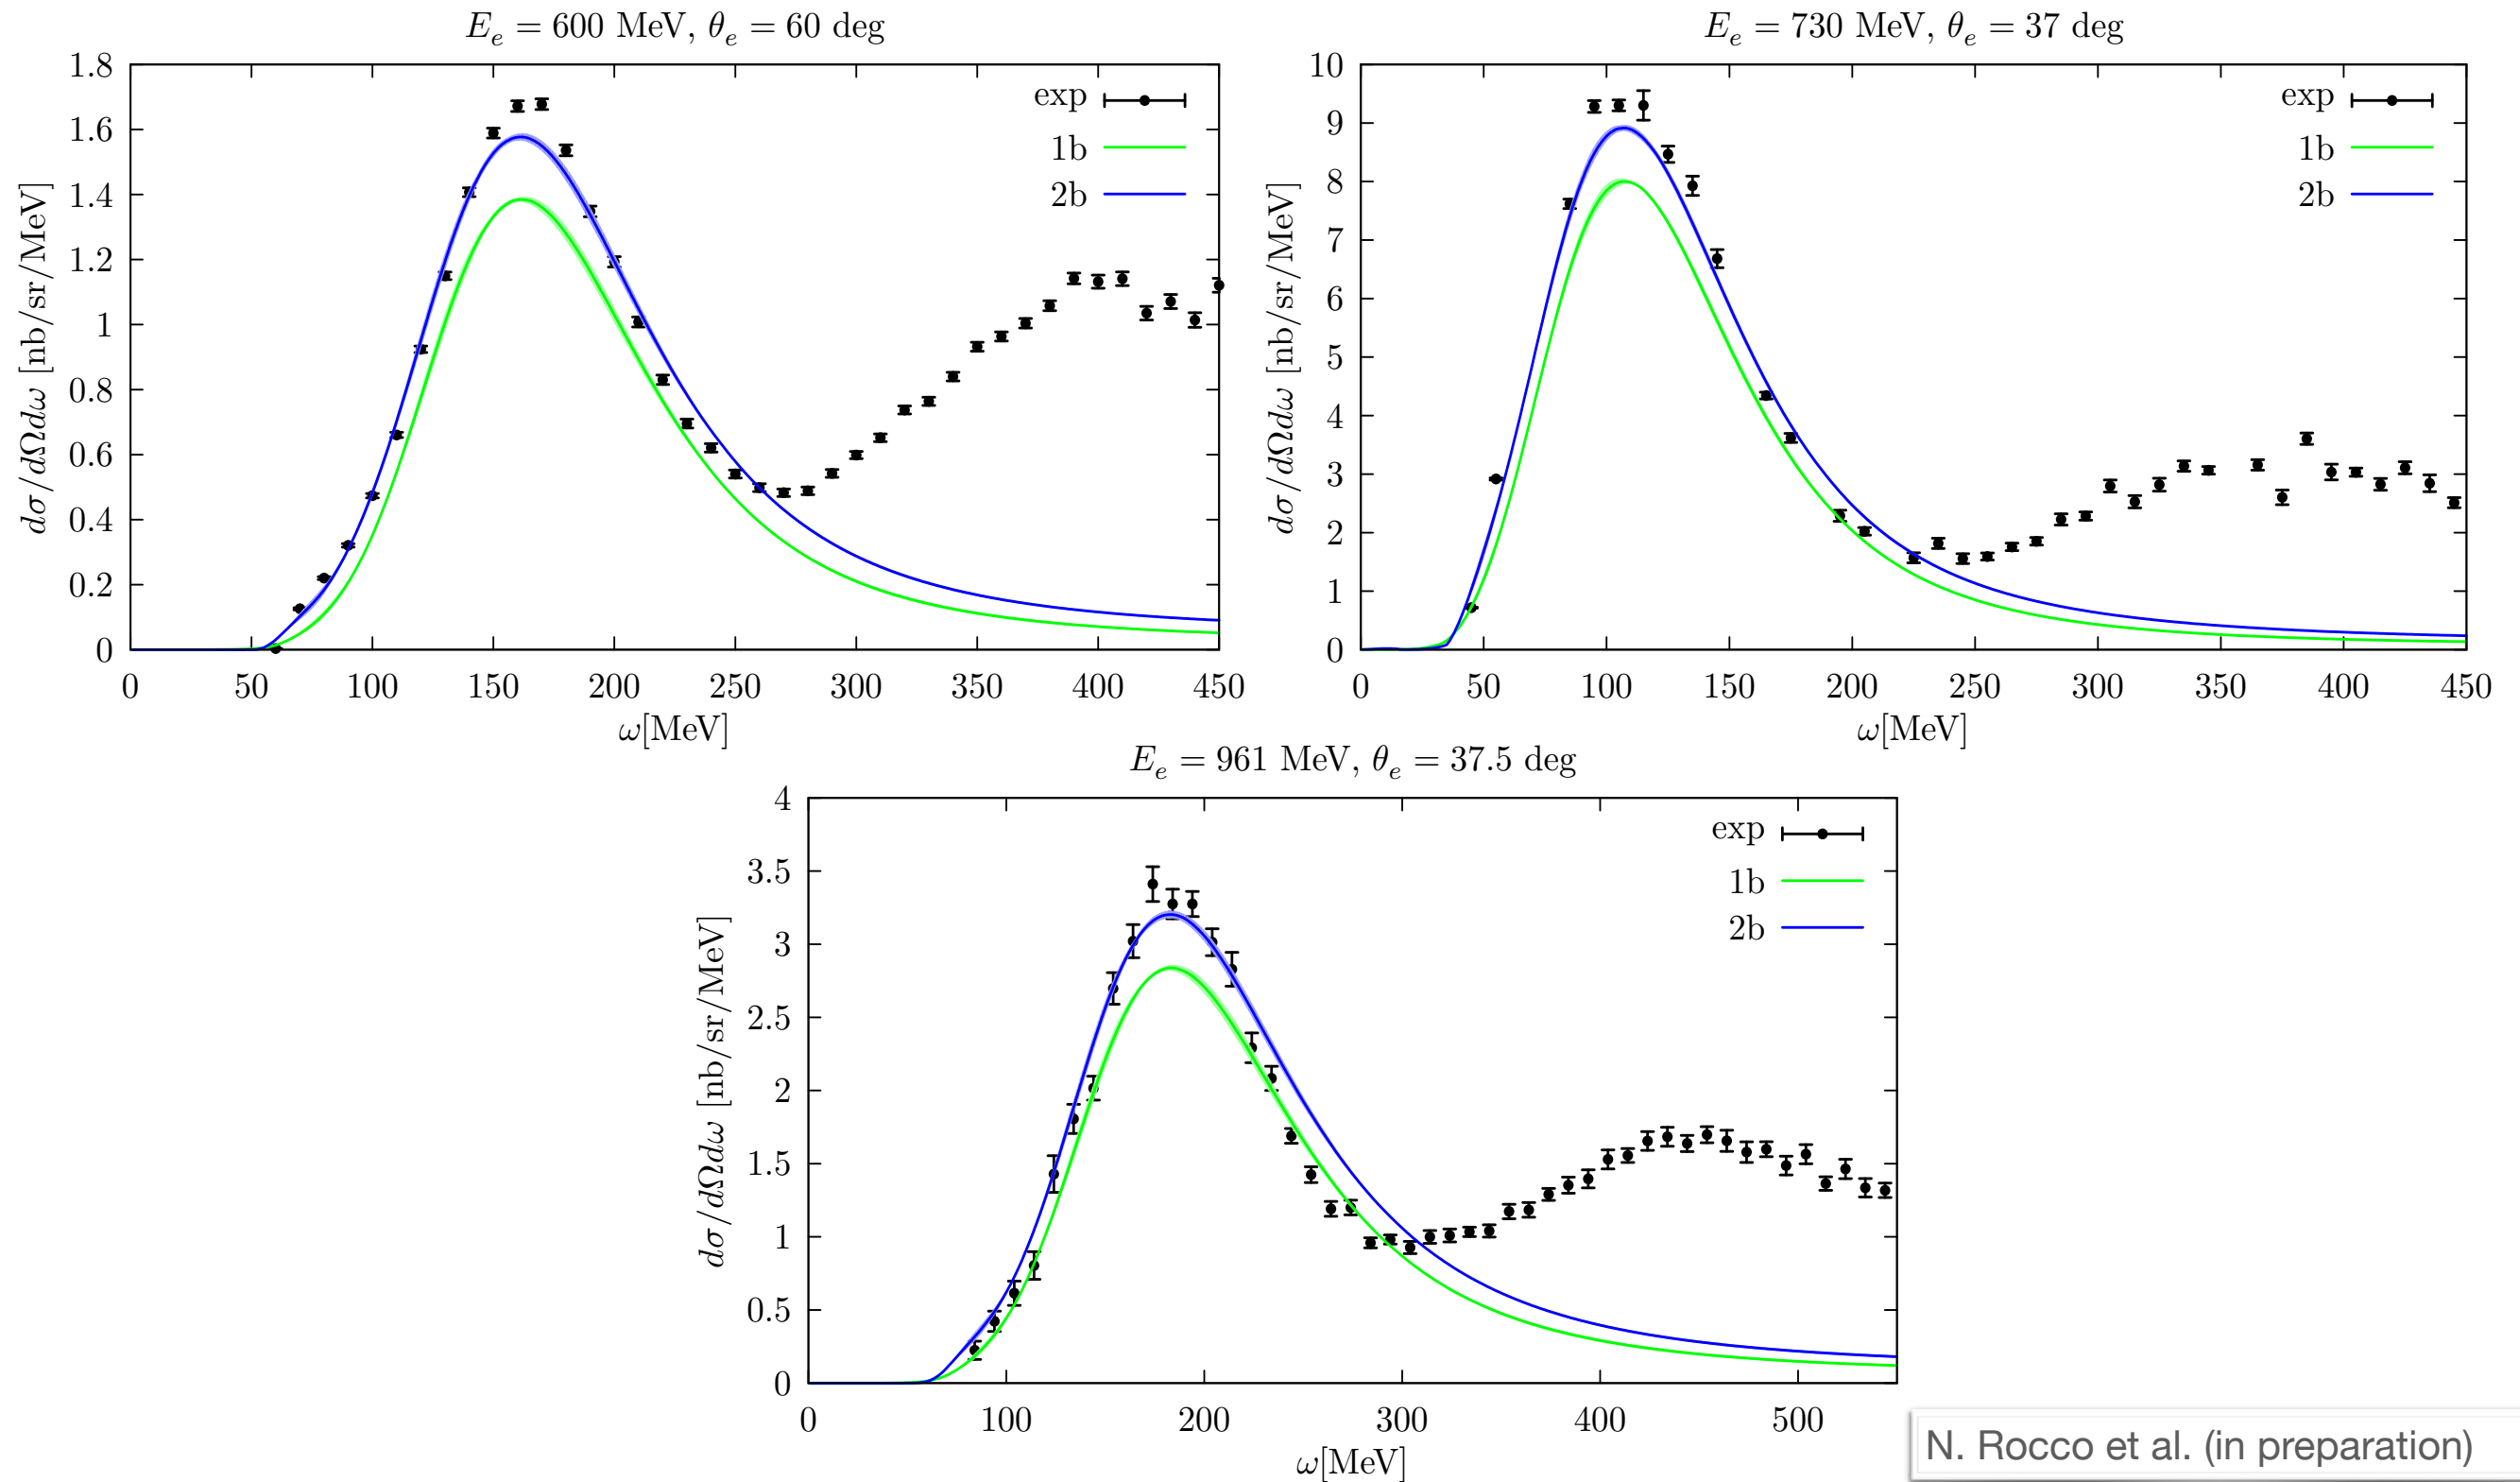 E_e = 600 MeV, θ_e = 60 deg
1.8
1.6
1.4
1.2
1
0.8
0.6
0.4
0.2
0
dσ/dΩdω [nb/sr/MeV]
exp
1b
2b
0 50 100 150 200 250 300 350 400 450
ω[MeV]
E_e = 730 MeV, θ_e = 37 deg
10
9
8
7
6
5
4
3
2
1
0
dσ/dΩdω [nb/sr/MeV]
exp
1b
2b
0 50 100 150 200 250 300 350 400 450
ω[MeV]
E_e = 961 MeV, θ_e = 37.5 deg
4
3.5
3
2.5
2
1.5
1
0.5
0
dσ/dΩdω [nb/sr/MeV]
exp
1b
2b
0 100 200 300 400 500
ω[MeV]
N. Rocco et al. (in preparation)